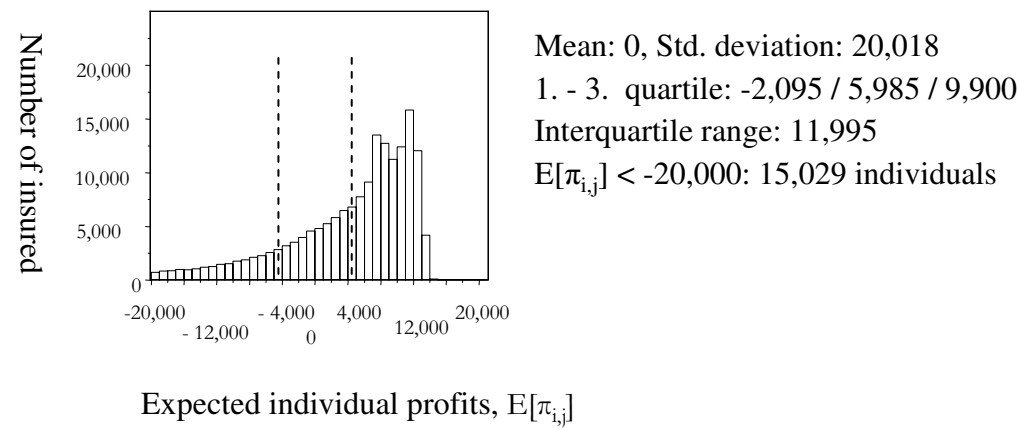 Number of insured
20,000
15,000
10,000
5,000
0
-20,000 - 4,000 4,000 20,000
- 12,000 0 12,000
Expected individual profits, E[πi,j]
Mean: 0, Std. deviation: 20,018
1. - 3. quartile: -2,095 / 5,985 / 9,900
Interquartile range: 11,995
E[πi,j] < -20,000: 15,029 individuals